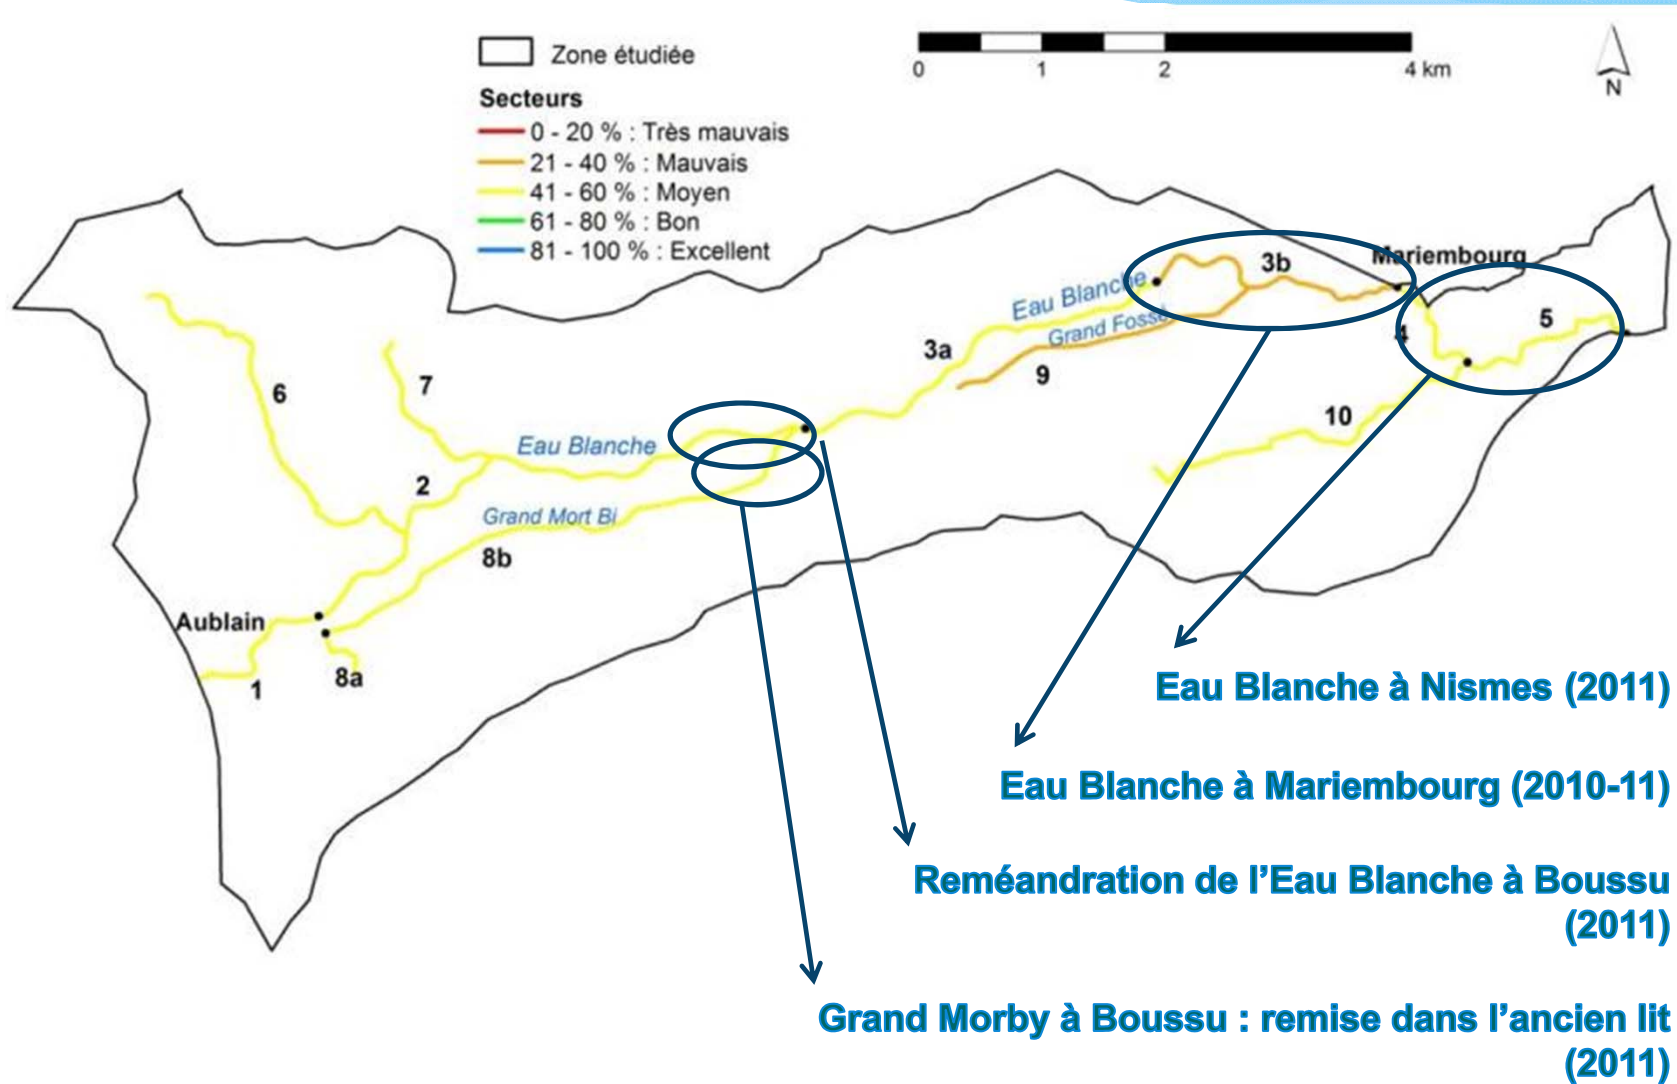 Zone étudiée
Secteurs
0 - 20 % : Très mauvais
21 - 40 % : Mauvais
41 - 60 % : Moyen
61 - 80 % : Bon
81 - 100 % : Excellent
0 1 2 4 km
N
Mariembourg
3b
Eau Blanche
Grand Fossé
5
4
3a
9
7
6
10
Eau Blanche
2
Grand Mort Bi
8b
Aublain
8a
1
Eau Blanche à Nismes (2011)
Eau Blanche à Mariembourg (2010-11)
Reméandration de l’Eau Blanche à Boussu
(2011)
Grand Morby à Boussu : remise dans l’ancien lit
(2011)